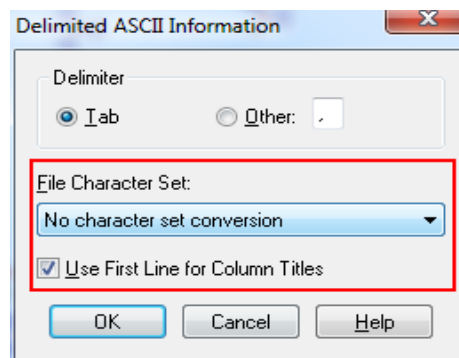 Delimited ASCII Information
Delimiter
Tab
Other: ,
File Character Set:
No character set conversion
Use First Line for Column Titles
OK Cancel Help